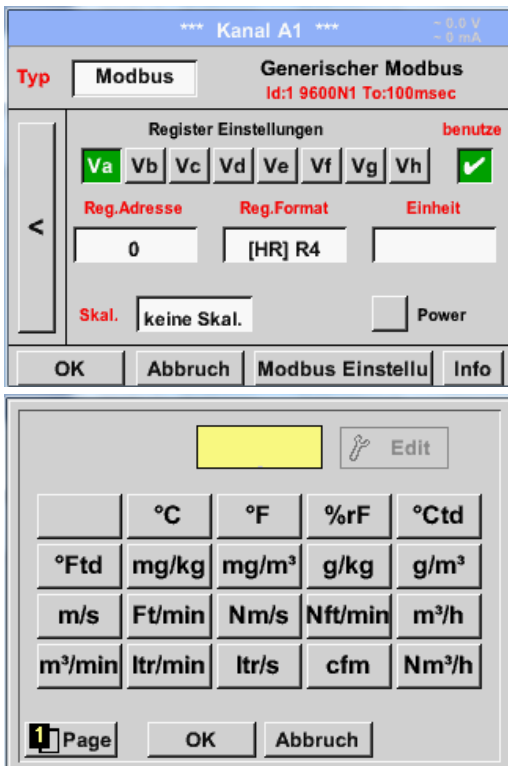 *** Kanal A1 ***
~ 0.0 V
~ 0 mA
Typ Modbus Generischer Modbus
Id:1 9600N1 To:100msec
Register Einstellungen benutze
Va Vb Vc Vd Ve Vf Vg Vh
<
Reg.Adresse Reg.Format Einheit
0 [HR] R4
Skal. keine Skal. Power
OK Abbruch Modbus Einstellu Info
Edit
°C °F %rF °Ctd
°Ftd mg/kg mg/m³ g/kg g/m³
m/s Ft/min Nm/s Nft/min m³/h
m³/min ltr/min ltr/s cfm Nm³/h
1 Page OK Abbruch